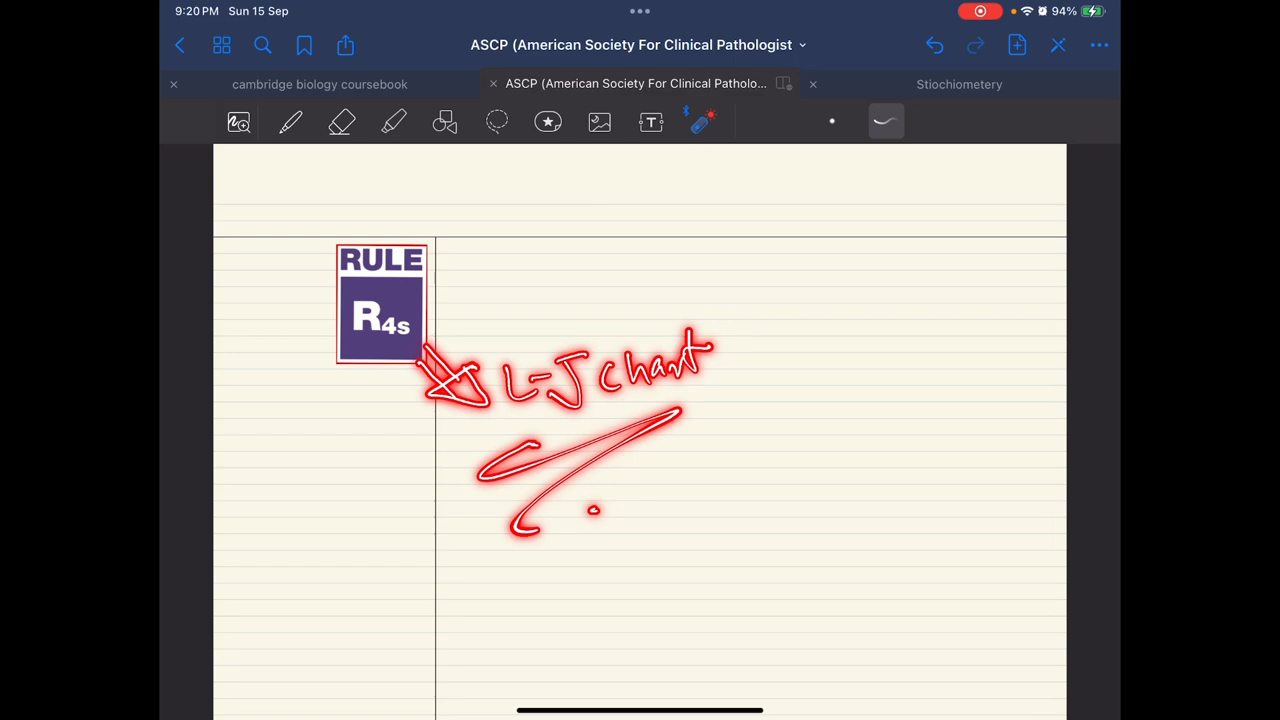 9:20 PM Sun 15 Sep
94%
ASCP (American Society For Clinical Pathologist
cambridge biology coursebook
ASCP (American Society For Clinical Patholo...
Stiochiometery
T
RULE
R4s
L-J chart